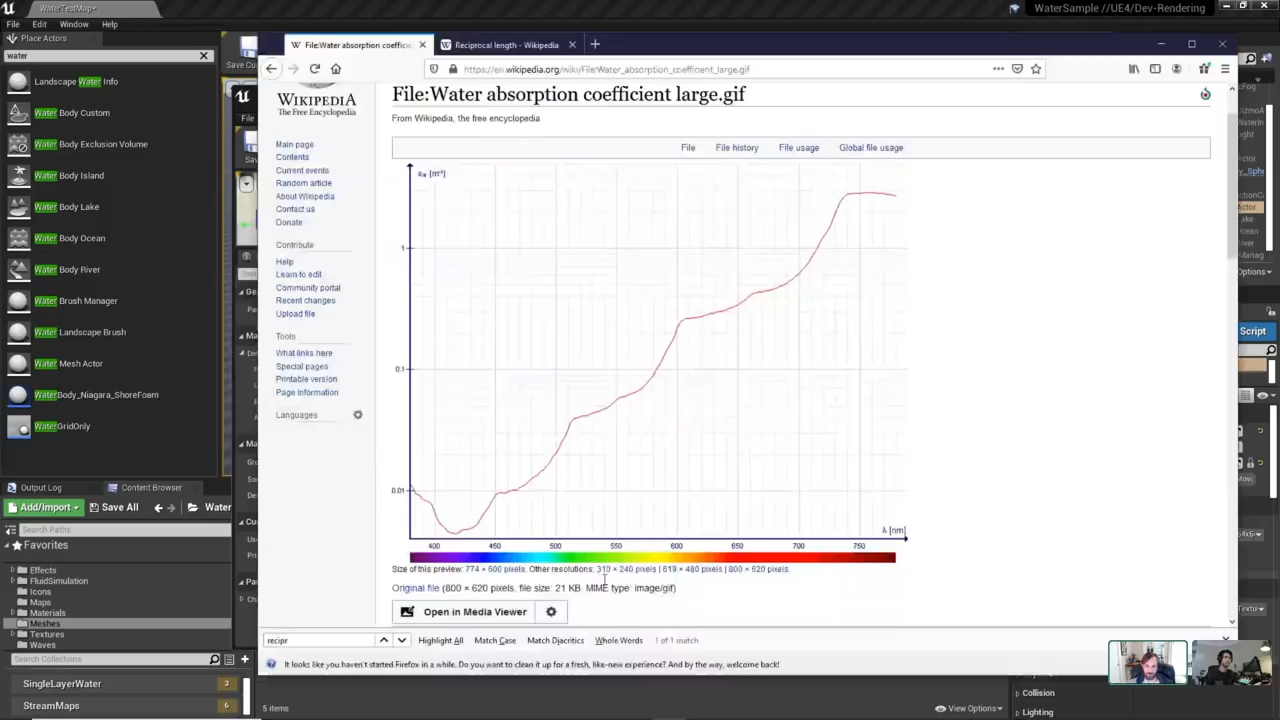 WaterTestMap*
WaterSample //UE4/Dev-Rendering
File Edit Window Help
Place Actors
water
Landscape Water Info
Water Body Custom
Water Body Exclusion Volume
Water Body Island
Water Body Lake
Water Body Ocean
Water Body River
Water Brush Manager
Water Landscape Brush
Water Mesh Actor
WaterBody_Niagara_ShoreFoam
WaterGridOnly
Output Log
Content Browser
Add/Import
Save All
Water
Search Paths
Favorites
Effects
FluidSimulation
Icons
Maps
Materials
Meshes
Textures
Waves
Search Collections
SingleLayerWater 3
StreamMaps 6
Save Cu
File
File:Water absorption coefficie
Reciprocal length - Wikipedia
https://en.wikipedia.org/wiki/File:Water_absorption_coefficient_large.gif
WIKIPEDIA
The Free Encyclopedia
Main page
Contents
Current events
Random article
About Wikipedia
Contact us
Donate
Contribute
Help
Learn to edit
Community portal
Recent changes
Upload file
Tools
What links here
Special pages
Printable version
Page information
Languages
File:Water absorption coefficient large.gif
From Wikipedia, the free encyclopedia
File File history File usage Global file usage
1
0.1
0.01
λ [nm]
400 450 500 550 600 650 700 750
Size of this preview: 774 × 600 pixels. Other resolutions: 310 × 240 pixels | 619 × 480 pixels | 800 × 620 pixels.
Original file (800 × 620 pixels, file size: 21 KB, MIME type: image/gif)
Open in Media Viewer
recipr
Highlight All Match Case Match Diacritics Whole Words 1 of 1 match
It looks like you haven't started Firefox in a while. Do you want to clean it up for a fresh, like-new experience? And by the way, welcome back!
5 items
View Options
Script
Collision
Lighting